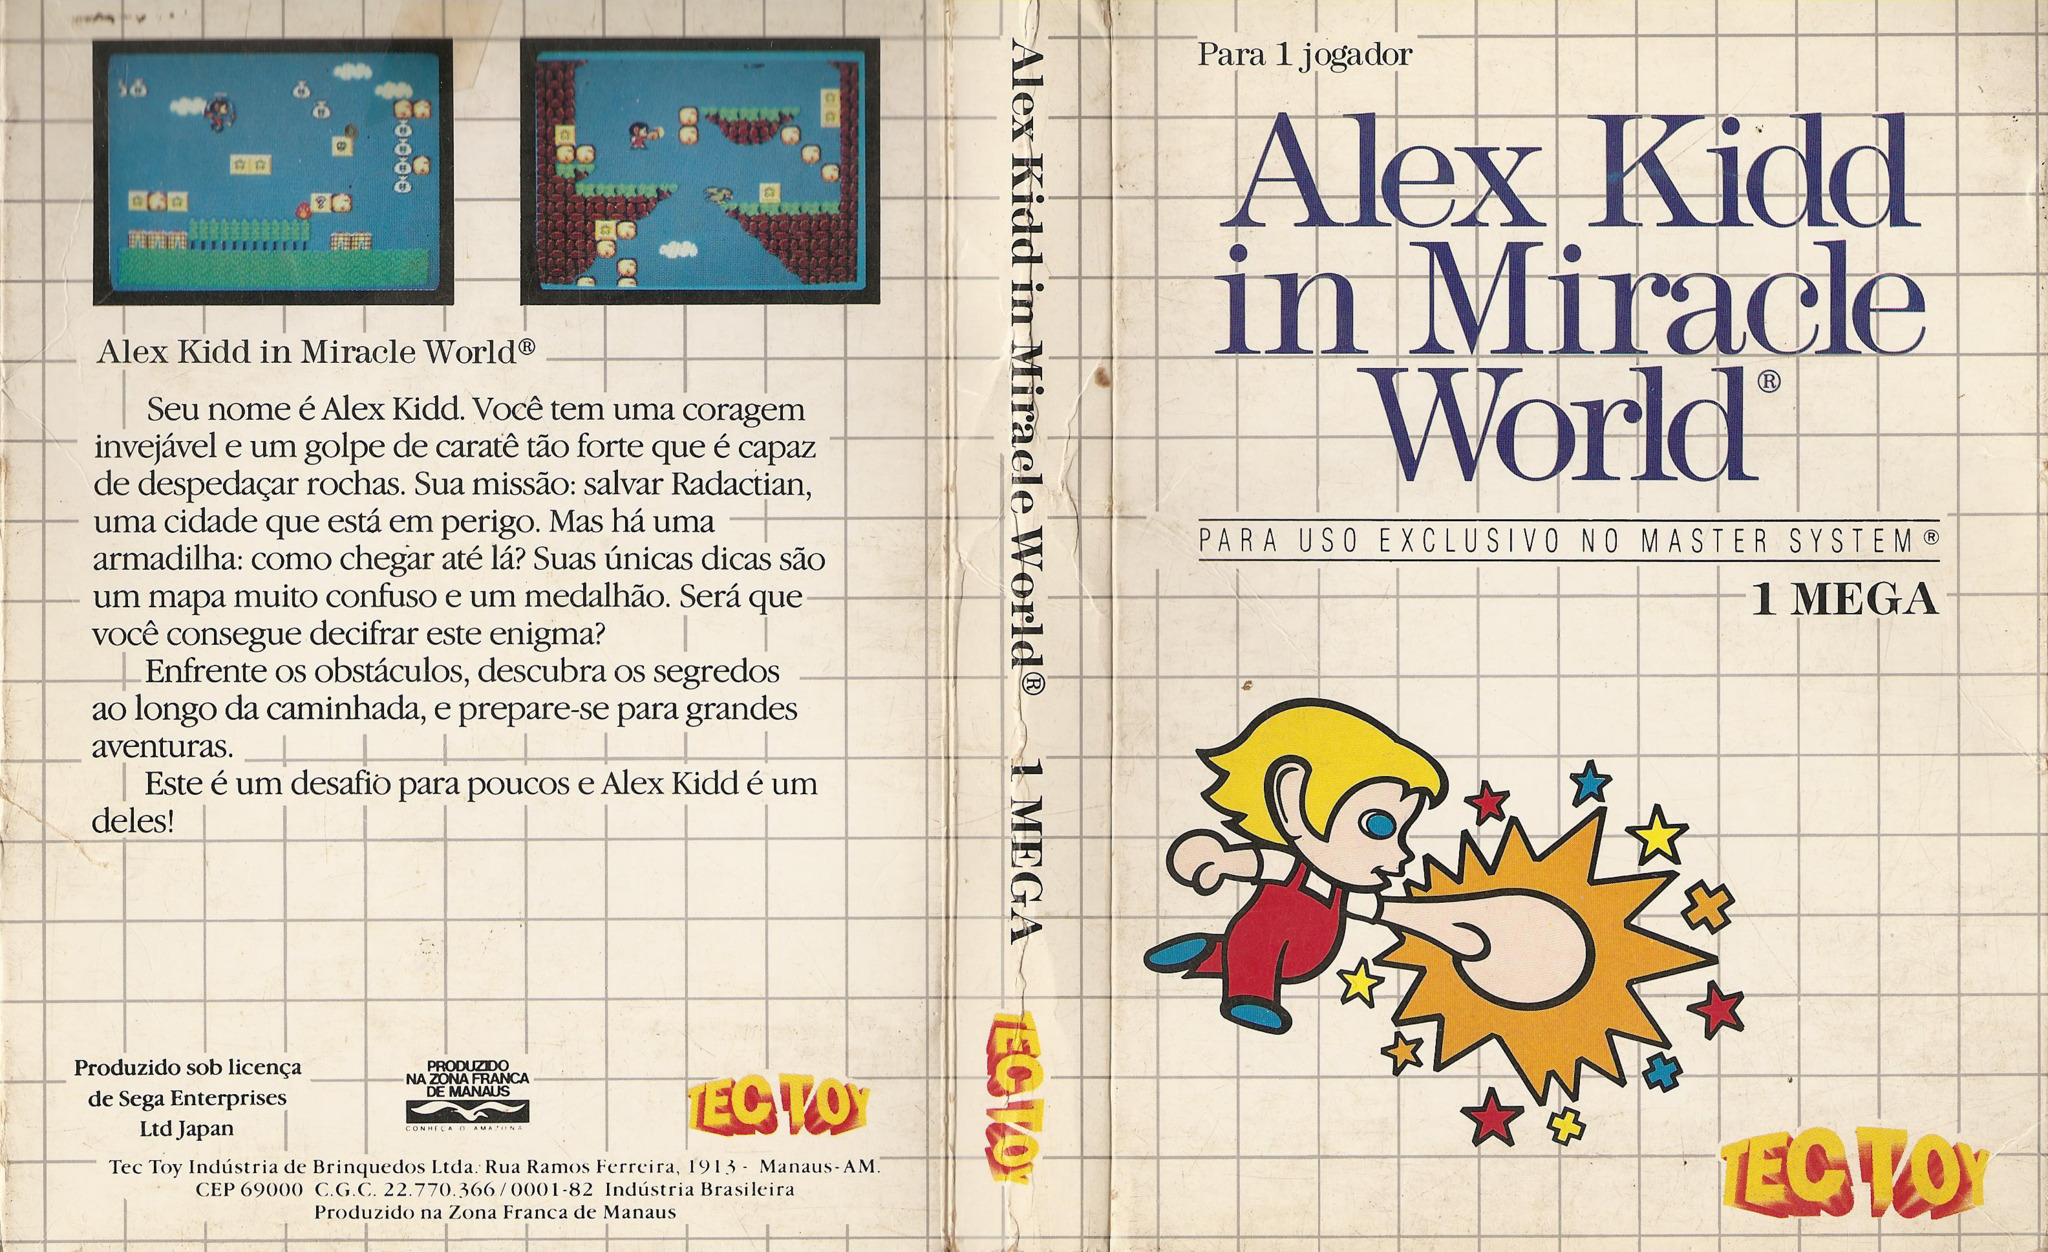 Alex Kidd in Miracle World®
Seu nome é Alex Kidd. Você tem uma coragem
invejável e um golpe de caratê tão forte que é capaz
de despedaçar rochas. Sua missão: salvar Radactian,
uma cidade que está em perigo. Mas há uma
armadilha: como chegar até lá? Suas únicas dicas são
um mapa muito confuso e um medalhão. Será que
você consegue decifrar este enigma?
Enfrente os obstáculos, descubra os segredos
ao longo da caminhada, e prepare-se para grandes
aventuras.
Este é um desafio para poucos e Alex Kidd é um
deles!
Produzido sob licença
de Sega Enterprises
Ltd Japan
PRODUZIDO
NA ZONA FRANCA
DE MANAUS
CONHEÇA O AMAZONAS
TEC TOY
Tec Toy Indústria de Brinquedos Ltda. Rua Ramos Ferreira, 1913 - Manaus-AM.
CEP 69000 C.G.C. 22.770.366/0001-82 Indústria Brasileira
Produzido na Zona Franca de Manaus
Alex Kidd in Miracle World® 1 MEGA
TEC TOY
Para 1 jogador
Alex Kidd
in Miracle
World®
PARA USO EXCLUSIVO NO MASTER SYSTEM®
1 MEGA
TEC TOY